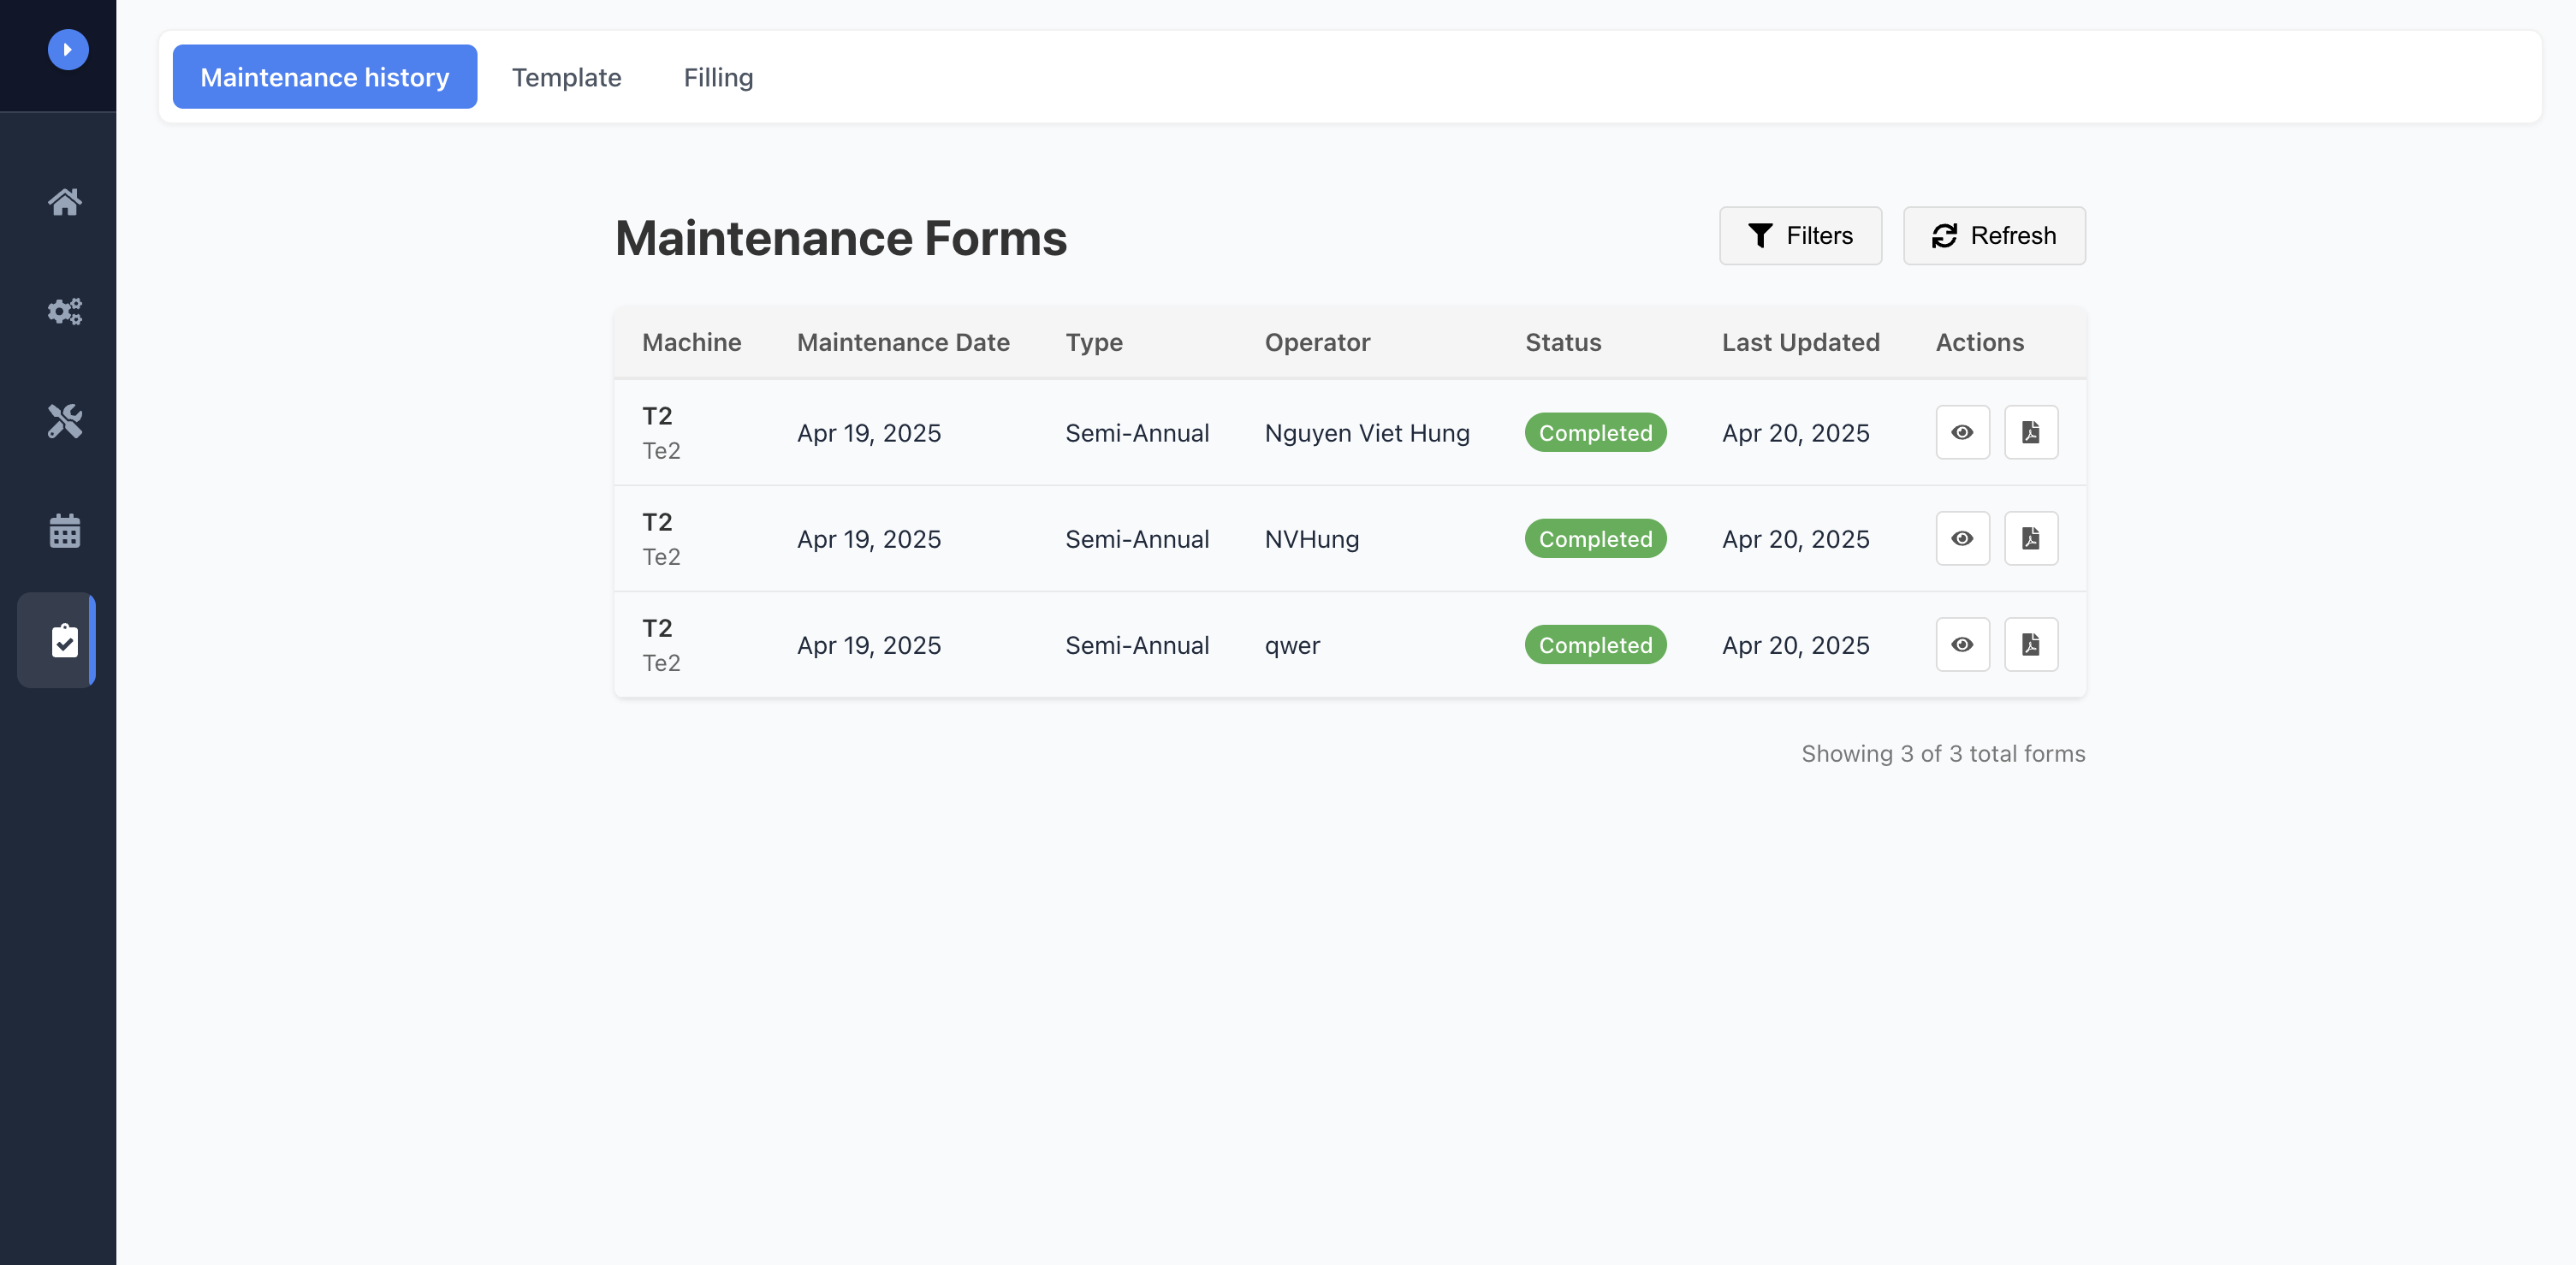 Maintenance history Template Filling
Maintenance Forms
Filters Refresh
Machine Maintenance Date Type Operator Status Last Updated Actions
T2
Te2
Apr 19, 2025 Semi-Annual Nguyen Viet Hung Completed Apr 20, 2025
T2
Te2
Apr 19, 2025 Semi-Annual NVHung Completed Apr 20, 2025
T2
Te2
Apr 19, 2025 Semi-Annual qwer Completed Apr 20, 2025
Showing 3 of 3 total forms